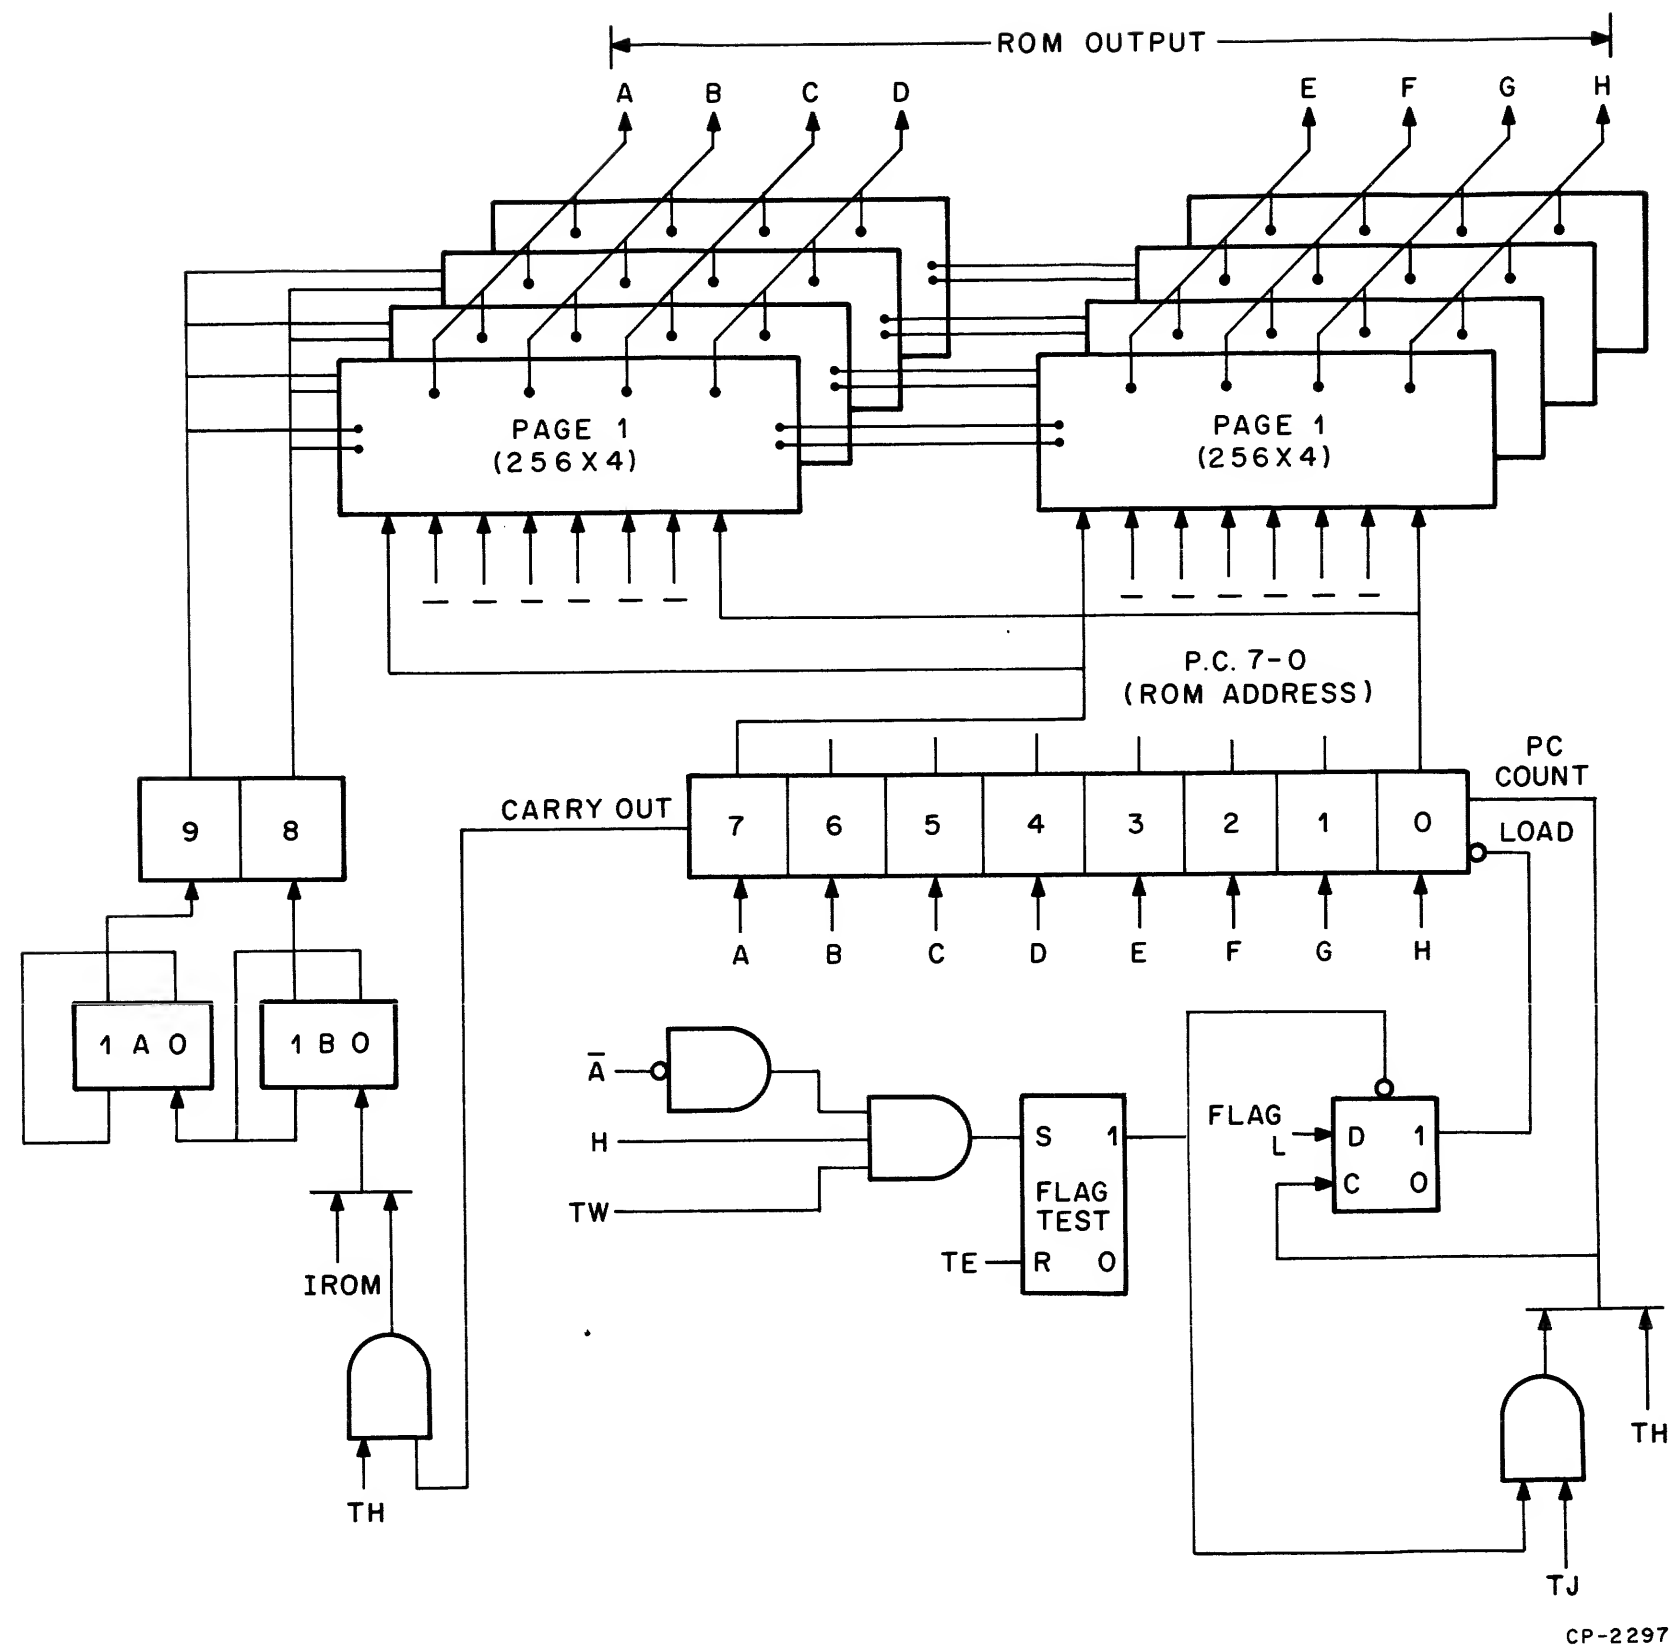 ROM OUTPUT
A B C D E F G H
PAGE 1
(256X4)
PAGE 1
(256X4)
P.C. 7-0
(ROM ADDRESS)
PC
COUNT
CARRY OUT
LOAD
9 8
7 6 5 4 3 2 1 0
A B C D E F G H
1 A 0
1 B 0
A̅
H
TW
S 1
FLAG
TEST
TE
R 0
FLAG
L
D 1
C 0
IROM
TH
TH
TJ
CP-2297